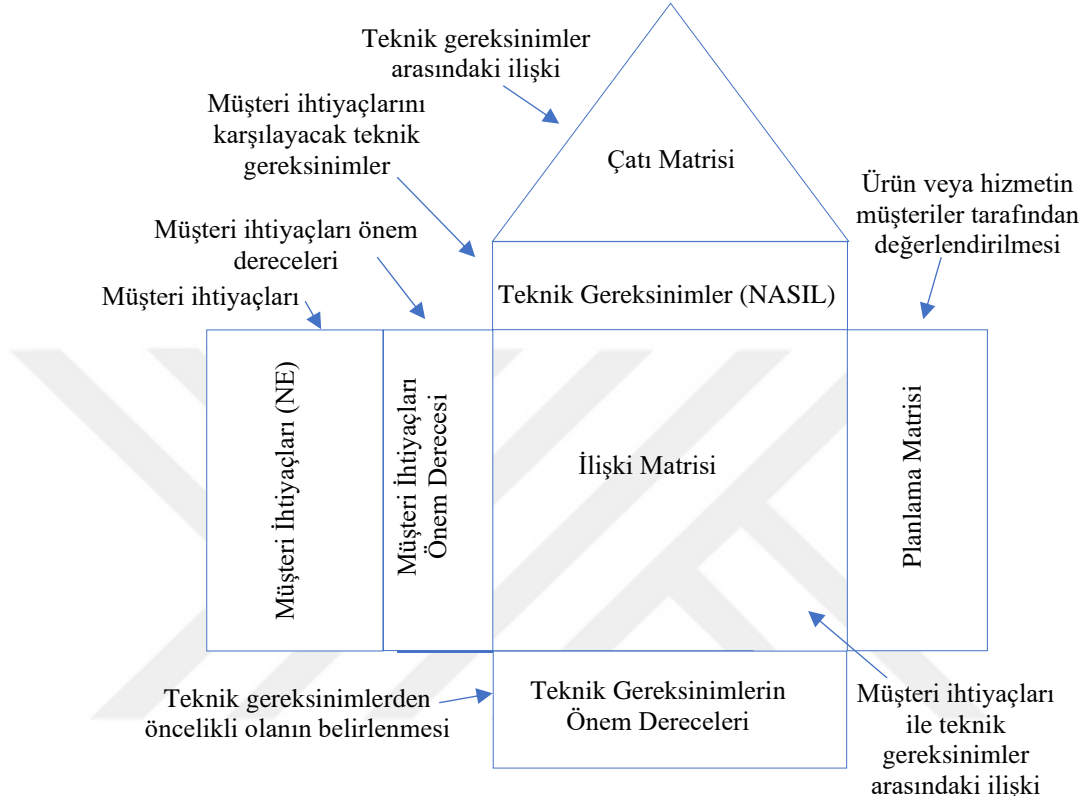 Teknik gereksinimler
arasındaki ilişki
Müşteri ihtiyaçlarını
karşılayacak teknik
gereksinimler
Çatı Matrisi
Ürün veya hizmetin
müşteriler tarafından
değerlendirilmesi
Müşteri ihtiyaçları önem
dereceleri
Müşteri ihtiyaçları
Teknik Gereksinimler (NASIL)
Müşteri İhtiyaçları (NE)
Müşteri İhtiyaçları
Önem Derecesi
İlişki Matrisi
Planlama Matrisi
Teknik gereksinimlerden
öncelikli olanın belirlenmesi
Teknik Gereksinimlerin
Önem Dereceleri
Müşteri ihtiyaçları
ile teknik
gereksinimler
arasındaki ilişki